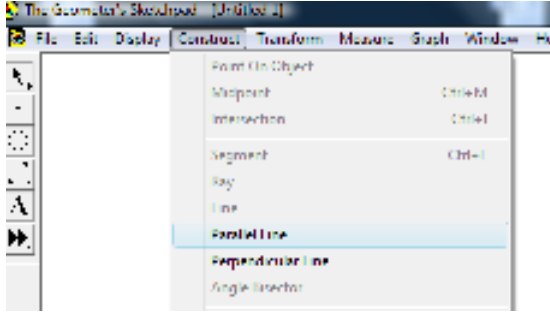 The Geometer's Sketchpad - [Untitled 1]
File Edit Display Construct Transform Measure Graph Window He
Point On Object
Midpoint Ctrl+M
Intersection Ctrl+I
Segment Ctrl+L
Ray
Line
Parallel Line
Perpendicular Line
Angle Bisector
A